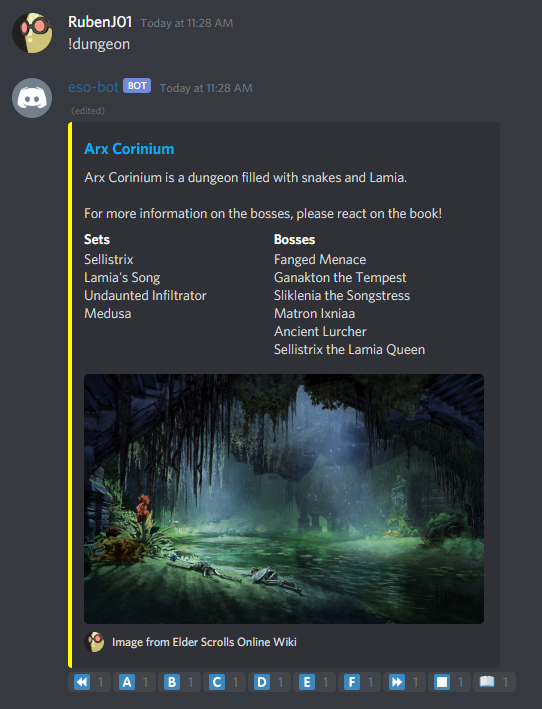 RubenJ01 Today at 11:28 AM
!dungeon
eso-bot BOT Today at 11:28 AM
(edited)
Arx Corinium
Arx Corinium is a dungeon filled with snakes and Lamia.
For more information on the bosses, please react on the book!
Sets
Sellistrix
Lamia's Song
Undaunted Infiltrator
Medusa
Bosses
Fanged Menace
Ganakton the Tempest
Sliklenia the Songstress
Matron Ixniaa
Ancient Lurcher
Sellistrix the Lamia Queen
Image from Elder Scrolls Online Wiki
1 A 1 B 1 C 1 D 1 E 1 F 1 1 1 1